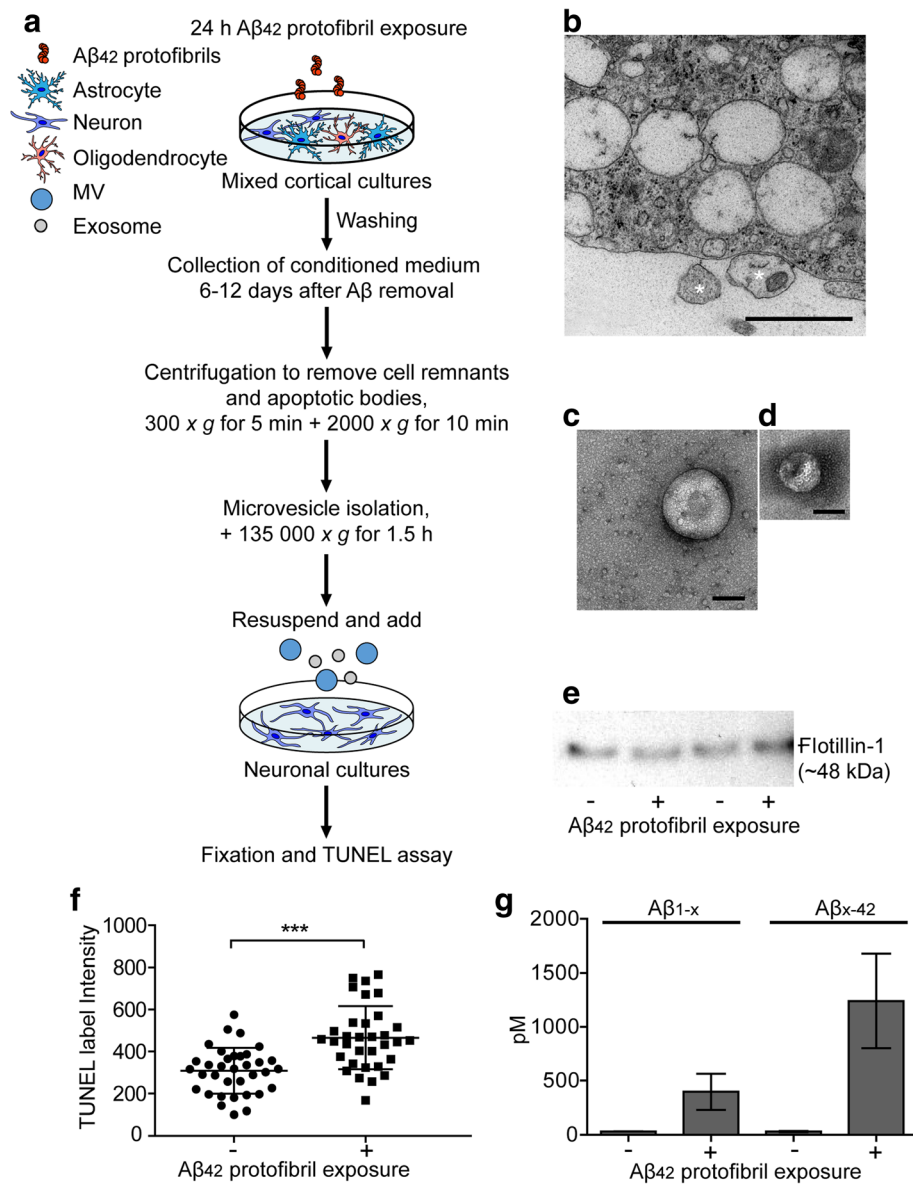 a
24 h Aβ42 protofibril exposure
Aβ42 protofibrils
Astrocyte
Neuron
Oligodendrocyte
MV
Exosome
Mixed cortical cultures
Washing
Collection of conditioned medium
6-12 days after Aβ removal
Centrifugation to remove cell remnants
and apoptotic bodies,
300 x g for 5 min + 2000 x g for 10 min
Microvesicle isolation,
+ 135 000 x g for 1.5 h
Resuspend and add
Neuronal cultures
Fixation and TUNEL assay
b
*
*
c
d
e
Flotillin-1
(~48 kDa)
- + - +
Aβ42 protofibril exposure
f
TUNEL label Intensity
1000
800
600
400
200
0
***
- +
Aβ42 protofibril exposure
g
Aβ1-x Aβx-42
pM
2000
1500
1000
500
0
- + - +
Aβ42 protofibril exposure